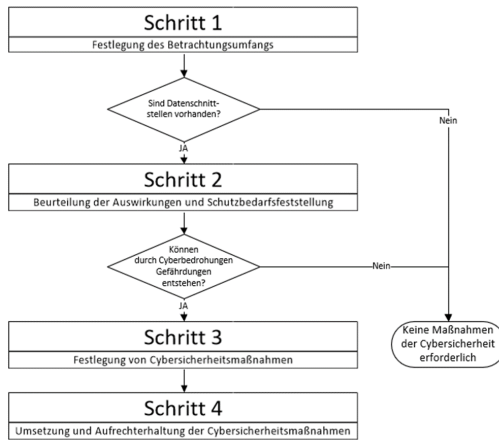 Schritt 1
Festlegung des Betrachtungsumfangs
Sind Datenschnitt-
stellen vorhanden?
Nein
JA
Schritt 2
Beurteilung der Auswirkungen und Schutzbedarfsfeststellung
Können
durch Cyberbedrohungen
Gefährdungen
entstehen?
Nein
JA
Keine Maßnahmen
der Cybersicherheit
erforderlich
Schritt 3
Festlegung von Cybersicherheitsmaßnahmen
Schritt 4
Umsetzung und Aufrechterhaltung der Cybersicherheitsmaßnahmen